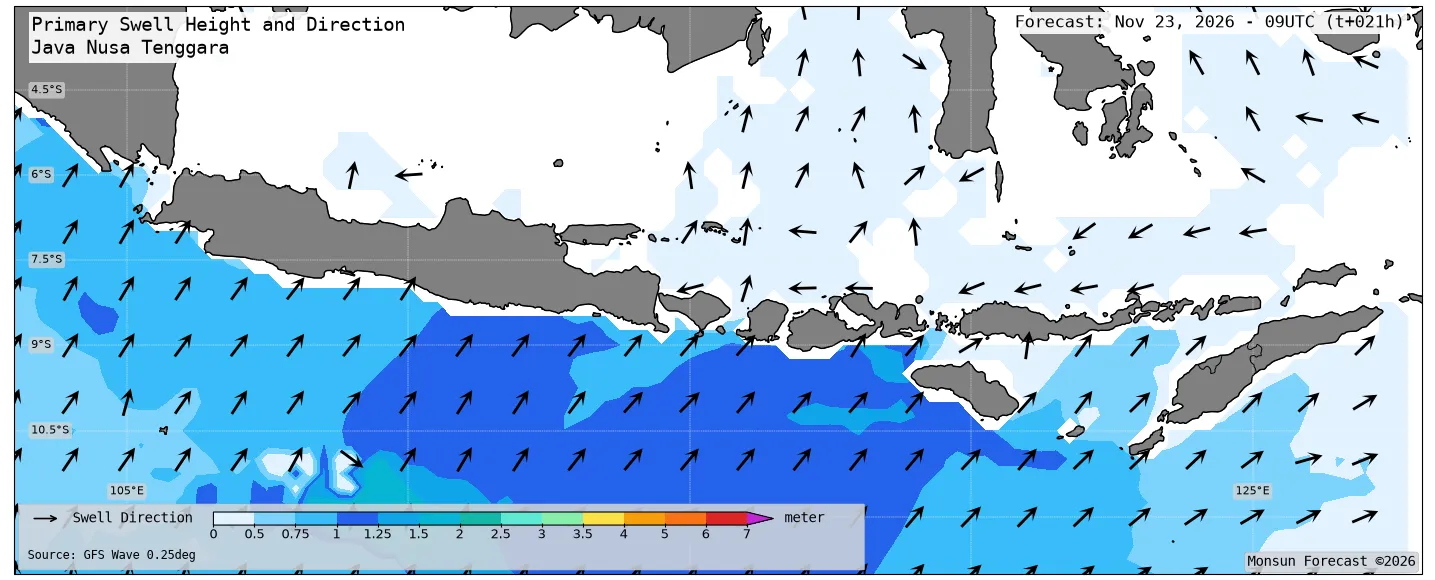 Primary Swell Height and Direction
Java Nusa Tenggara
Forecast: Nov 23, 2026 - 09UTC (t+021h)
4.5°S
6°S
7.5°S
9°S
10.5°S
105°E
125°E
Swell Direction
meter
0 0.5 0.75 1 1.25 1.5 2 2.5 3 3.5 4 5 6 7
Source: GFS Wave 0.25deg
Monsun Forecast ©2026